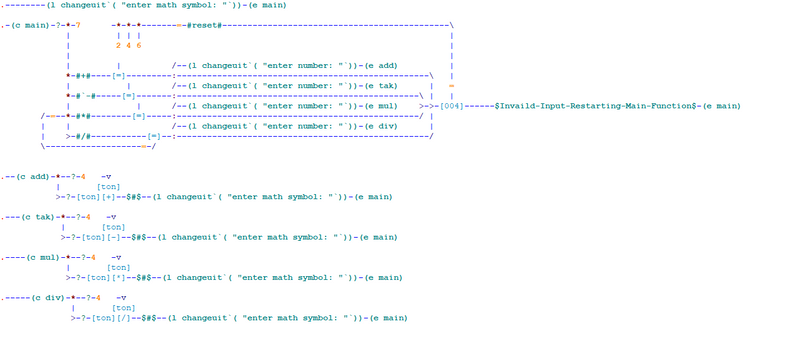 .--------(l changeuit`( "enter math symbol: "`))-(e main)
.-(c main)-?-*-7      -*-*-*-------=-#reset#---------------------------------------------\
|          | | |                                                              |
|          2 4 6                                                              |
|                                                                             |
|          |          /--(l changeuit`( "enter number: "`))-(e add)           |
*-#+#---[=]---------:--------------------------------------------------\   |
|            |        /--(l changeuit`( "enter number: "`))-(e tak)    |   =
*-#`-#-----[=]-------:------------------------------------------------\ |   |
|              |      /--(l changeuit`( "enter number: "`))-(e mul)   >->-[004]------$Invaild-Input-Restarting-Main-Function$-(e main)
/-=--*-#*#--------[=]-----:------------------------------------------------/ |
|    |                /--(l changeuit`( "enter number: "`))-(e div)    |
|    >-#/#-----------[=]--:--------------------------------------------------/
\-------------------=-/
.--(c add)-*--?-4   -v
|       [ton]
>-?-[ton][+]--$#$--(l changeuit`( "enter math symbol: "`))-(e main)
.---(c tak)-*--?-4   -v
|       [ton]
>-?-[ton][-]--$#$--(l changeuit`( "enter math symbol: "`))-(e main)
.----(c mul)-*--?-4   -v
|       [ton]
>-?-[ton][*]--$#$--(l changeuit`( "enter math symbol: "`))-(e main)
.-----(c div)-*--?-4   -v
|       [ton]
>-?-[ton][/]--$#$--(l changeuit`( "enter math symbol: "`))-(e main)